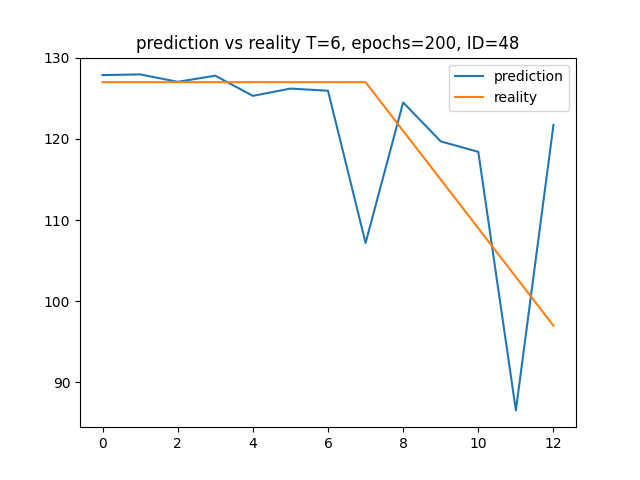 prediction vs reality T=6, epochs=200, ID=48
130
120
110
100
90
0 2 4 6 8 10 12
prediction
reality